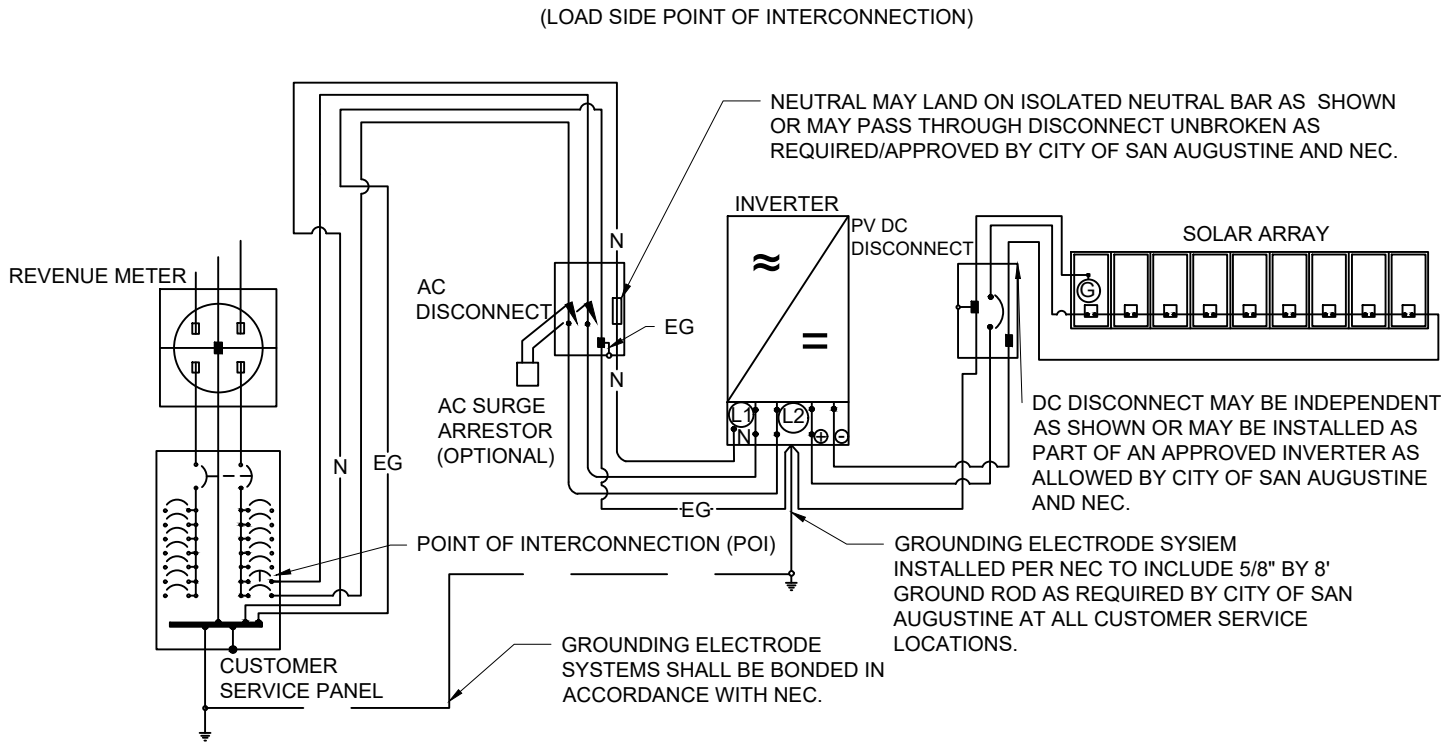 (LOAD SIDE POINT OF INTERCONNECTION)
NEUTRAL MAY LAND ON ISOLATED NEUTRAL BAR AS SHOWN
OR MAY PASS THROUGH DISCONNECT UNBROKEN AS
REQUIRED/APPROVED BY CITY OF SAN AUGUSTINE AND NEC.
INVERTER
PV DC
DISCONNECT
SOLAR ARRAY
N
REVENUE METER
AC
DISCONNECT
≈
G
EG
=
N
AC SURGE
ARRESTOR
(OPTIONAL)
L1
L2
N
+
-
DC DISCONNECT MAY BE INDEPENDENT
AS SHOWN OR MAY BE INSTALLED AS
PART OF AN APPROVED INVERTER AS
ALLOWED BY CITY OF SAN AUGUSTINE
AND NEC.
N
EG
EG
POINT OF INTERCONNECTION (POI)
GROUNDING ELECTRODE SYSIEM
INSTALLED PER NEC TO INCLUDE 5/8" BY 8'
GROUND ROD AS REQUIRED BY CITY OF SAN
AUGUSTINE AT ALL CUSTOMER SERVICE
LOCATIONS.
GROUNDING ELECTRODE
SYSTEMS SHALL BE BONDED IN
ACCORDANCE WITH NEC.
CUSTOMER
SERVICE PANEL